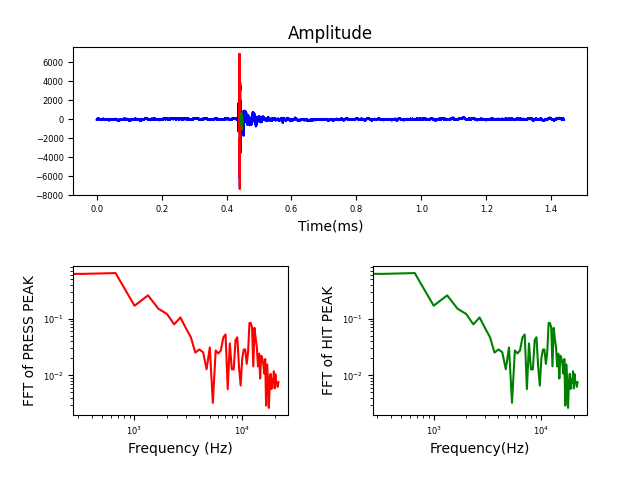 Amplitude
6000
4000
2000
0
−2000
−4000
−6000
−8000
0.0 0.2 0.4 0.6 0.8 1.0 1.2 1.4
Time(ms)
FFT of PRESS PEAK
10⁻¹
10⁻²
10³ 10⁴
Frequency (Hz)
FFT of HIT PEAK
10⁻¹
10⁻²
10³ 10⁴
Frequency(Hz)